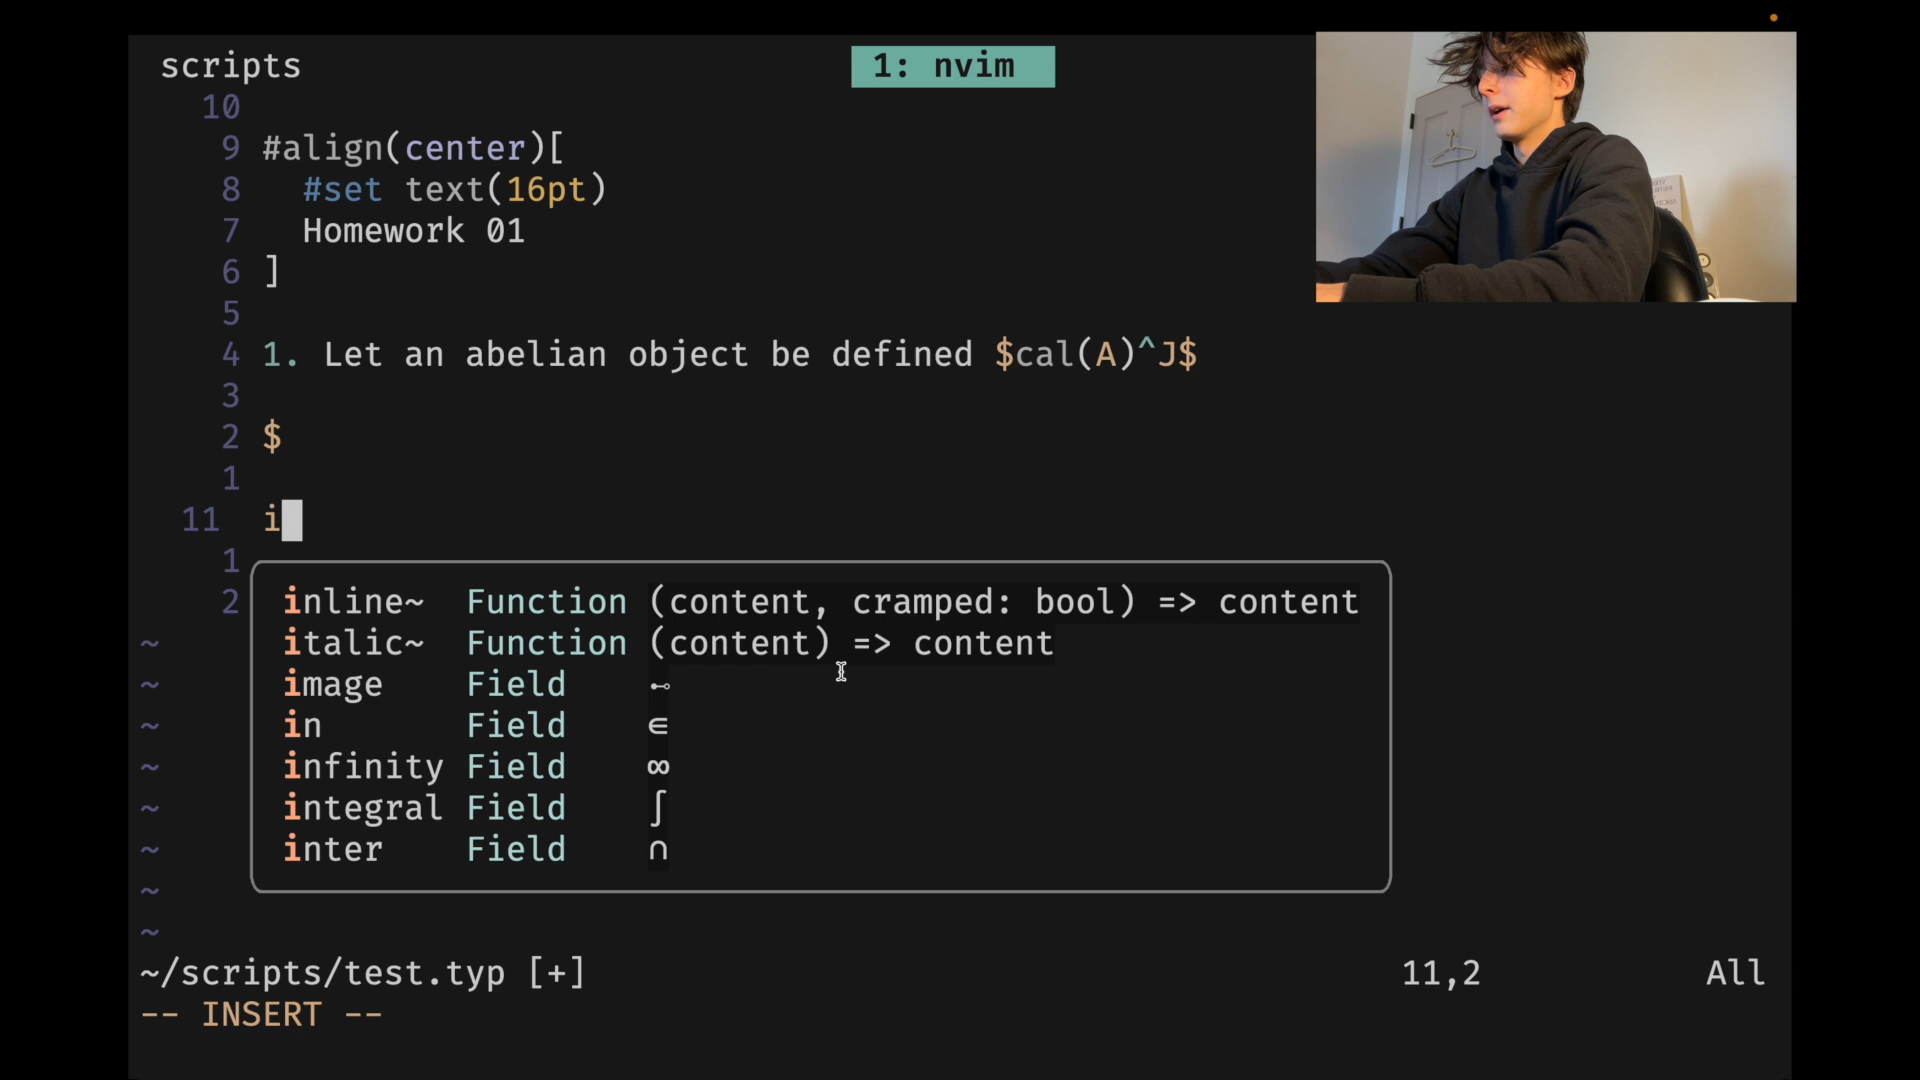 scripts 1: nvim
10
9 #align(center)[
8 #set text(16pt)
7 Homework 01
6 ]
5
4 1. Let an abelian object be defined $cal(A)^J$
3
2 $
1
11 i
1
2
inline~ Function (content, cramped: bool) => content
~ italic~ Function (content) => content
~ image Field ⊷
~ in Field ∈
~ infinity Field ∞
~ integral Field ∫
~ inter Field ∩
~
~
~/scripts/test.typ [+] 11,2 All
-- INSERT --